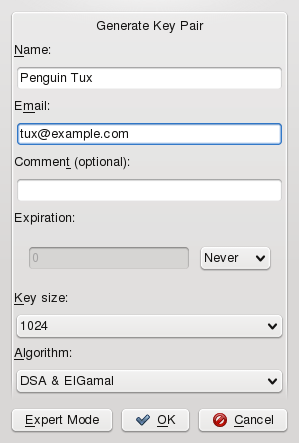 Generate Key Pair
Name:
Penguin Tux
Email:
tux@example.com
Comment (optional):
Expiration:
0 Never
Key size:
1024
Algorithm:
DSA & ElGamal
Expert Mode OK Cancel